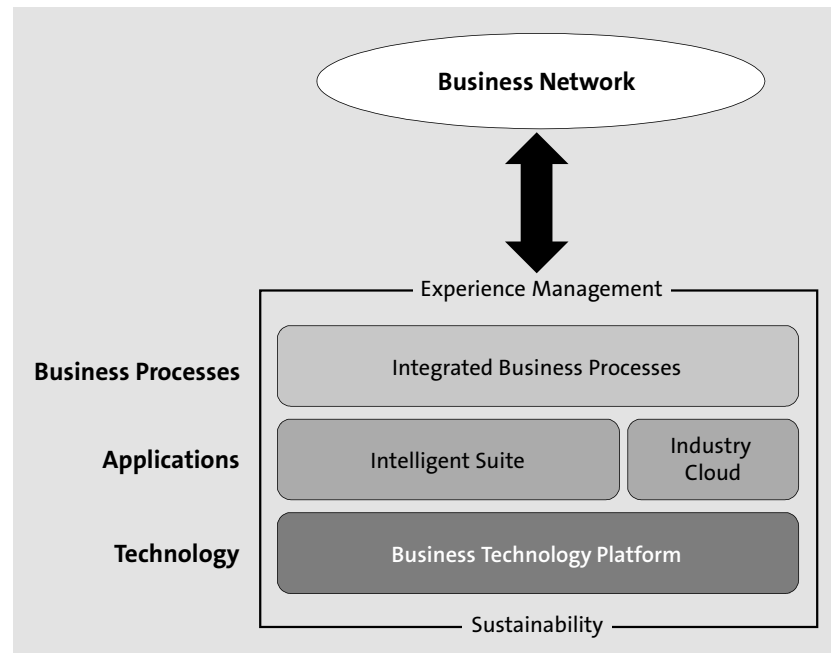 Business Network
Experience Management
Business Processes
Integrated Business Processes
Applications
Intelligent Suite
Industry
Cloud
Technology
Business Technology Platform
Sustainability